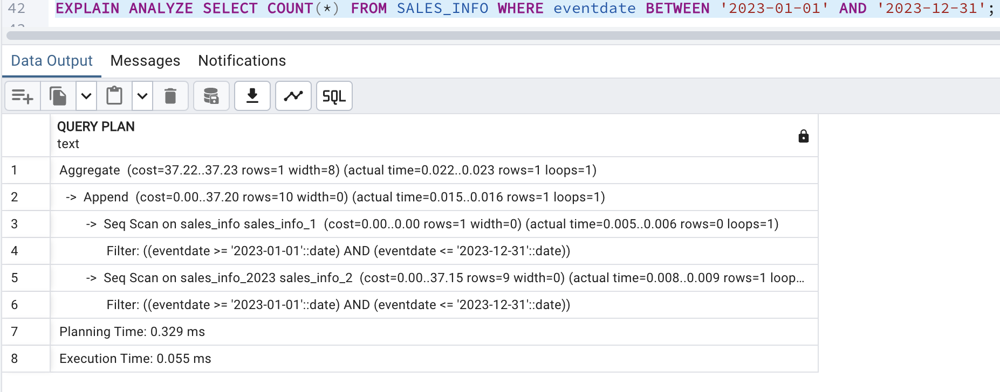 42 EXPLAIN ANALYZE SELECT COUNT(*) FROM SALES_INFO WHERE eventdate BETWEEN '2023-01-01' AND '2023-12-31';
Data Output Messages Notifications
SQL
QUERY PLAN
text
1 Aggregate (cost=37.22..37.23 rows=1 width=8) (actual time=0.022..0.023 rows=1 loops=1)
2 -> Append (cost=0.00..37.20 rows=10 width=0) (actual time=0.015..0.016 rows=1 loops=1)
3 -> Seq Scan on sales_info sales_info_1 (cost=0.00..0.00 rows=1 width=0) (actual time=0.005..0.006 rows=0 loops=1)
4 Filter: ((eventdate >= '2023-01-01'::date) AND (eventdate <= '2023-12-31'::date))
5 -> Seq Scan on sales_info_2023 sales_info_2 (cost=0.00..37.15 rows=9 width=0) (actual time=0.008..0.009 rows=1 loop...
6 Filter: ((eventdate >= '2023-01-01'::date) AND (eventdate <= '2023-12-31'::date))
7 Planning Time: 0.329 ms
8 Execution Time: 0.055 ms